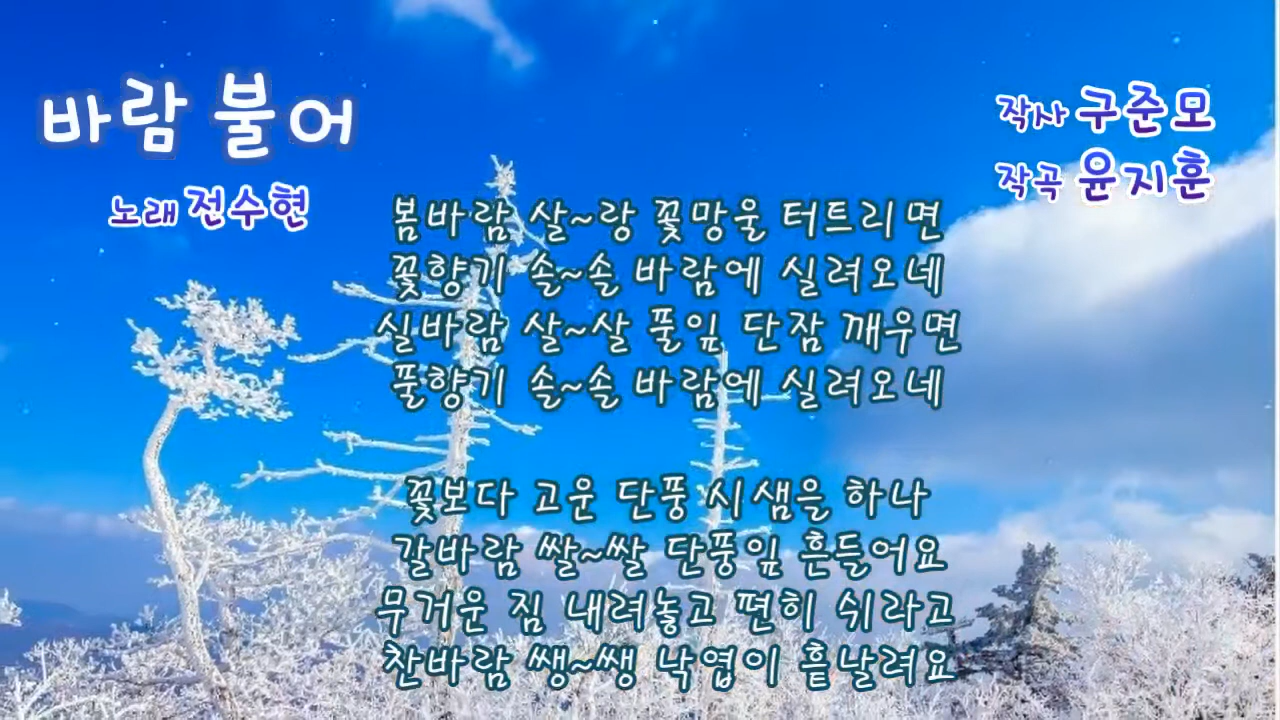 바람 불어
노래 전수현
작사 구준모
작곡 윤지훈
봄바람 살~랑 꽃망울 터트리면
꽃향기 솔~솔 바람에 실려오네
실바람 살~살 풀잎 단잠 깨우면
풀향기 솔~솔 바람에 실려오네
꽃보다 고운 단풍 시샘을 하나
갈바람 쌀~쌀 단풍잎 흔들어요
무거운 짐 내려놓고 편히 쉬라고
찬바람 쌩~쌩 낙엽이 흩날려요